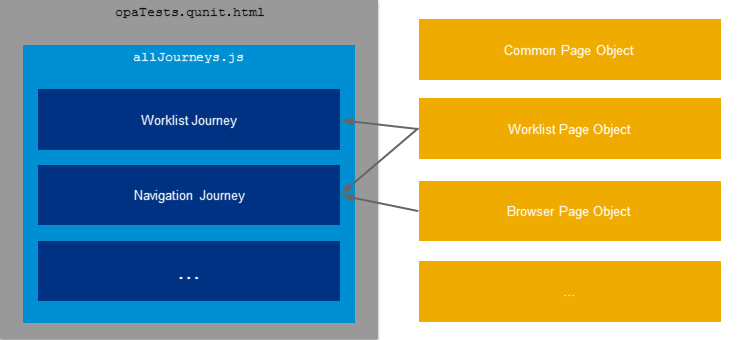 opaTests.qunit.html
allJourneys.js
Worklist Journey
Navigation Journey
...
Common Page Object
Worklist Page Object
Browser Page Object
...